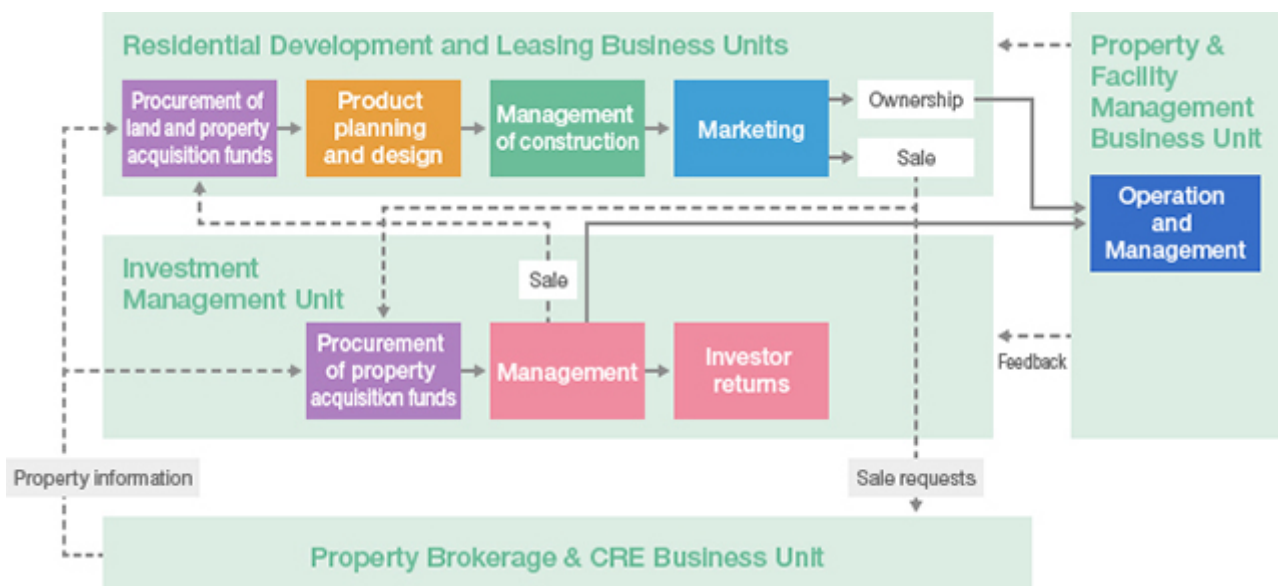 Residential Development and Leasing Business Units
Procurement of
land and property
acquisition funds
Product
planning
and design
Management
of construction
Marketing
Ownership
Sale
Property &
Facility
Management
Business Unit
Operation
and
Management
Investment
Management Unit
Sale
Procurement
of property
acquisition funds
Management
Investor
returns
Feedback
Property information
Sale requests
Property Brokerage & CRE Business Unit